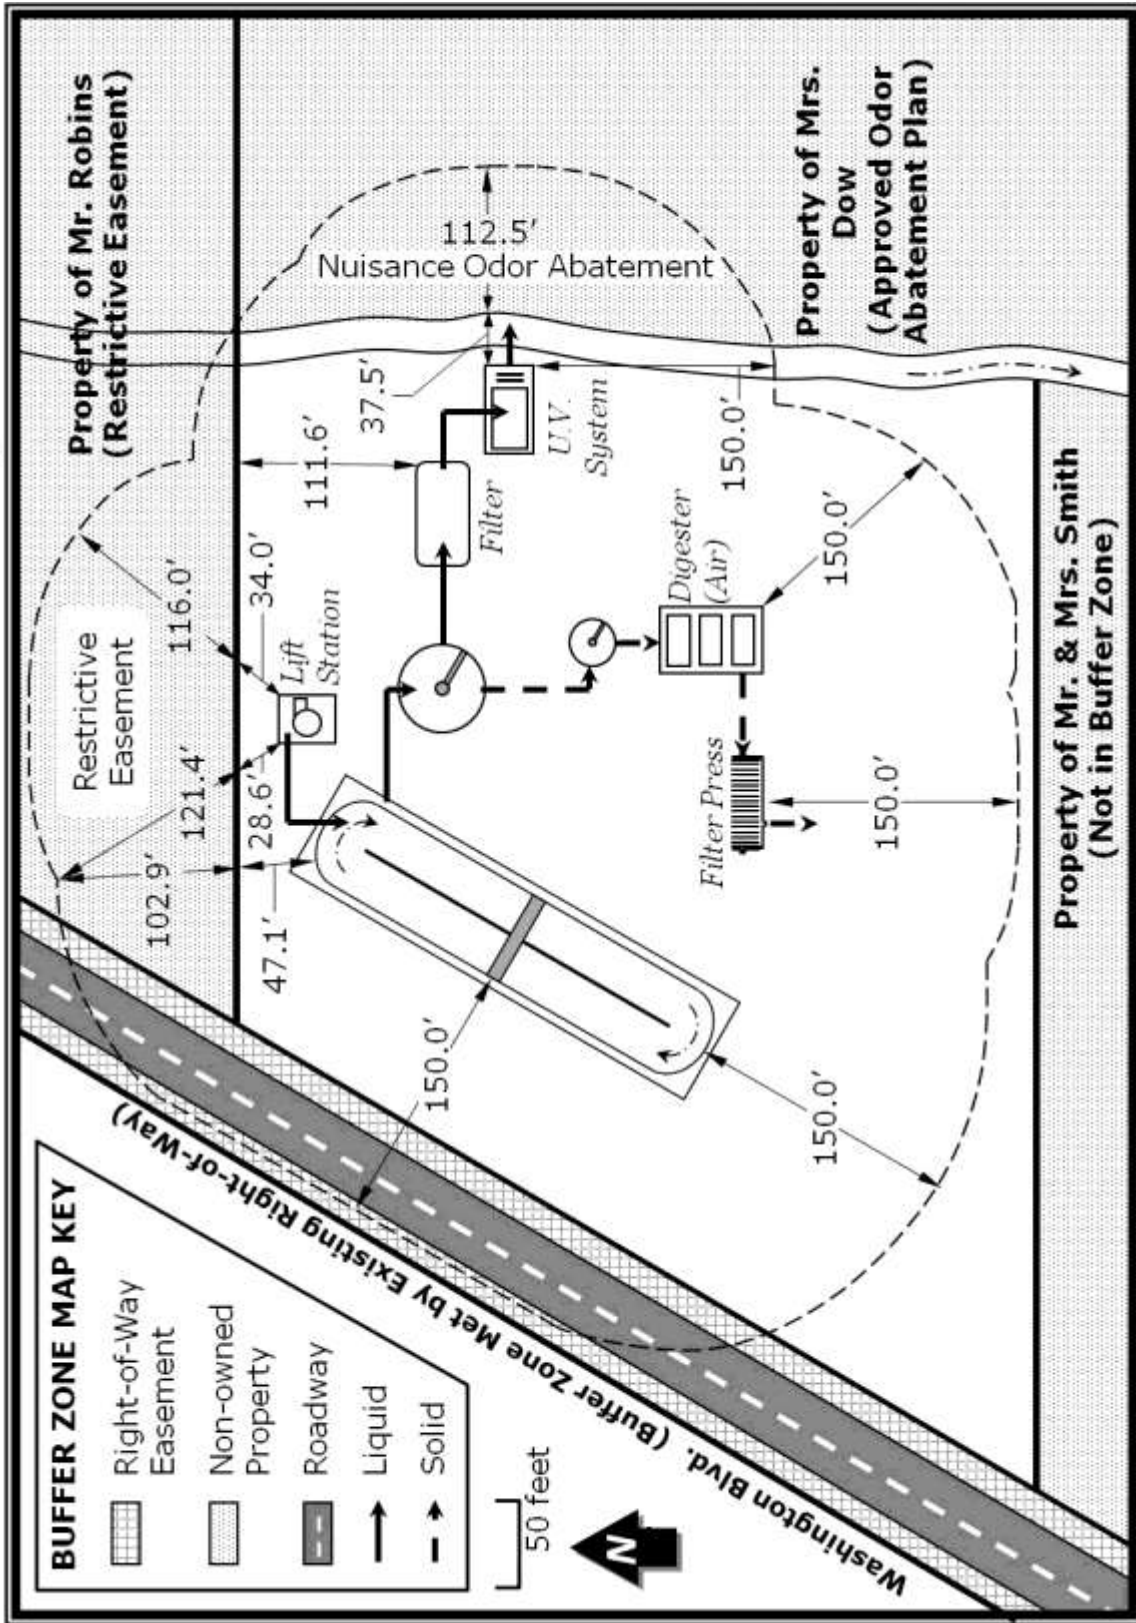 BUFFER ZONE MAP KEY
Right-of-Way
Easement
Non-owned
Property
Roadway
Liquid
Solid
50 feet
N
Washington Blvd. (Buffer Zone Met by Existing Right-of-Way)
Property of Mr. Robins
(Restrictive Easement)
Restrictive
Easement
102.9’
121.4’
116.0’
47.1’
28.6’
34.0’
111.6’
37.5’
Lift
Station
Filter
U.V.
System
112.5’
Nuisance Odor Abatement
150.0’
150.0’
150.0’
Digester
(Air)
Filter Press
150.0’
150.0’
Property of Mrs.
Dow
(Approved Odor
Abatement Plan)
Property of Mr. & Mrs. Smith
(Not in Buffer Zone)